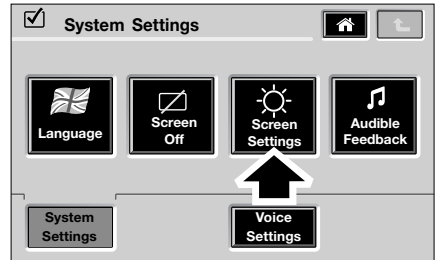 System Settings
Language
Screen
Off
Screen
Settings
Audible
Feedback
System
Settings
Voice
Settings